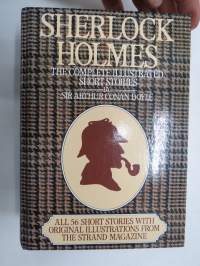 SHERLOCK
HOLMES
THE COMPLETE ILLUSTRATED
SHORT STORIES
by
SIR ARTHUR CONAN DOYLE
ALL 56 SHORT STORIES WITH
ORIGINAL ILLUSTRATIONS FROM
THE STRAND MAGAZINE